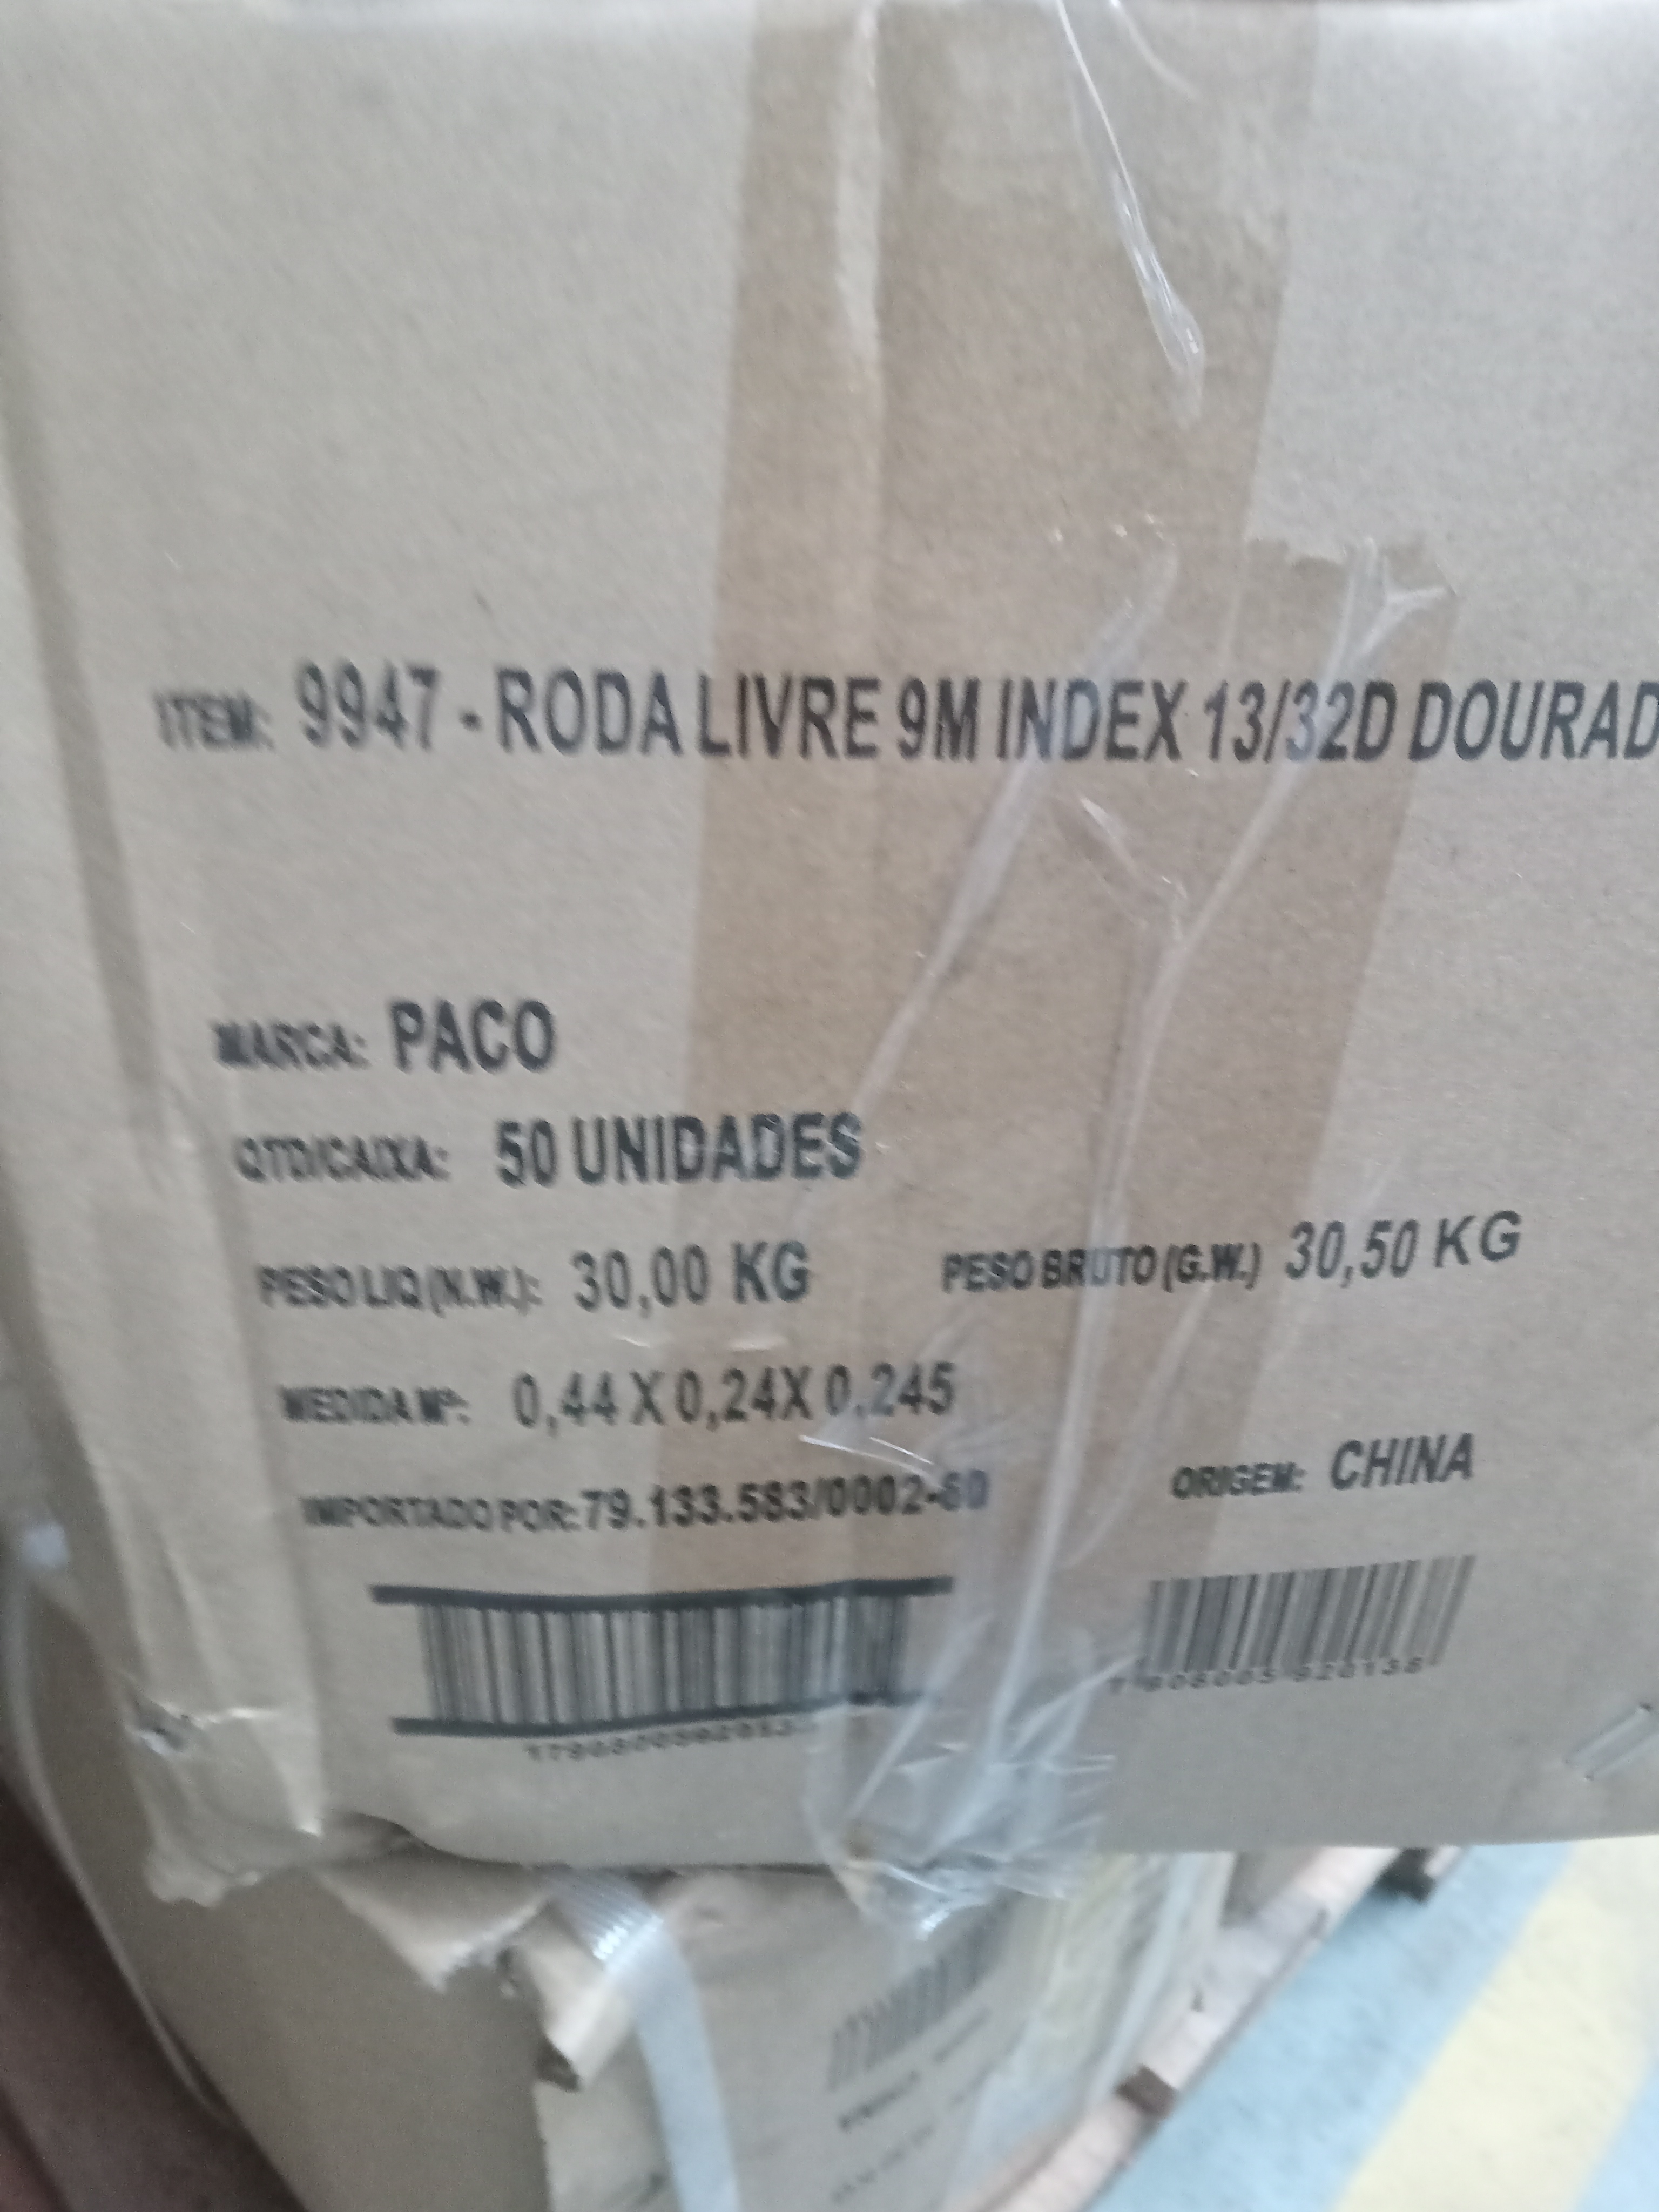 ITEM: 9947 - RODA LIVRE 9M INDEX 13/32D DOURAD
MARCA: PACO
QTD/CAIXA: 50 UNIDADES
PESO LIQ (N.W.): 30,00 KG PESO BRUTO (G.W.) 30,50 KG
MEDIDA Mº: 0,44 X 0,24X 0,245
IMPORTADO POR: 79.133.583/0002-60 ORIGEM: CHINA